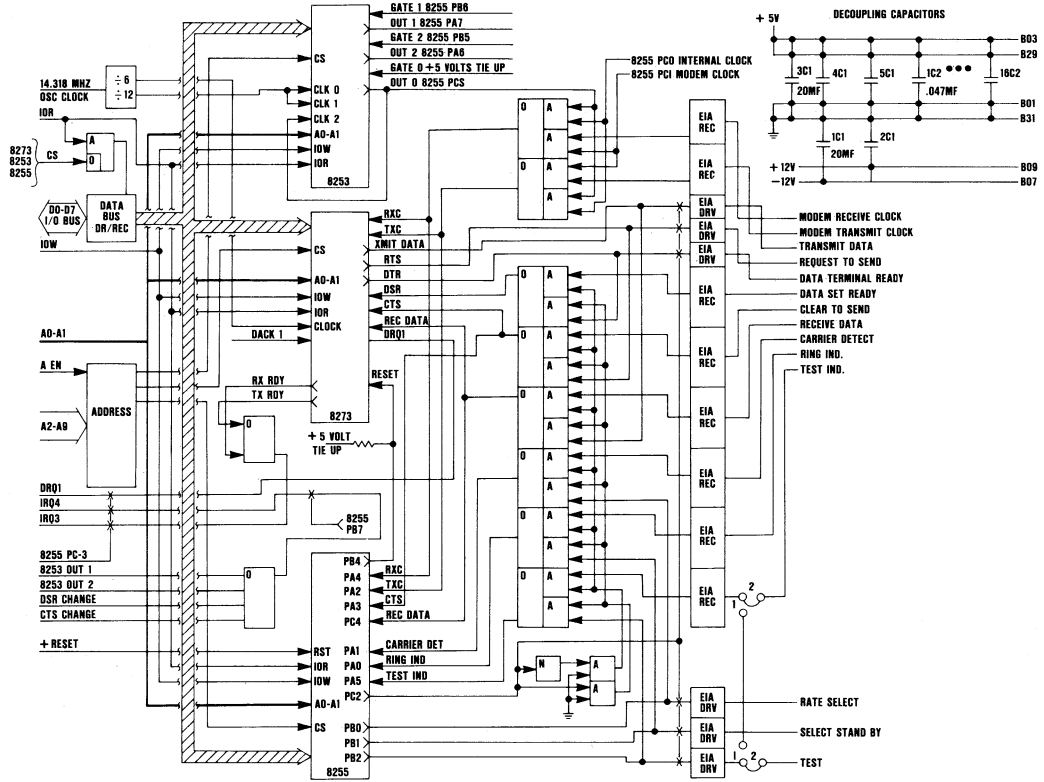 GATE 1 8255 PB6
OUT 1 8255 PA7
GATE 2 8255 PB5
OUT 2 8255 PA6
GATE 0 +5 VOLTS TIE UP
OUT 0 8255 PCS
CS
CLK 0
CLK 1
CLK 2
A0-A1
IOW
IOR
8253
14.318 MHZ
OSC CLOCK
÷ 6
÷ 12
IOR
8273
8253
8255
CS
A
O
D0-D7
I/O BUS
DATA
BUS
DR/REC
IOW
A0-A1
A EN
ADDRESS
A2-A9
DRQ1
IRQ4
IRQ3
8255 PC-3
8253 OUT 1
8253 OUT 2
DSR CHANGE
CTS CHANGE
+ RESET
O
O
RXC
TXC
XMIT DATA
RTS
DTR
DSR
CTS
REC DATA
DRQ1
RESET
CS
A0-A1
IOW
IOR
CLOCK
DACK 1
RX RDY
TX RDY
8273
+ 5 VOLT
TIE UP
8255
PB7
PB4
PA4
PA2
PA3
PC4
PA1
PA0
PA5
PC2
PB0
PB1
PB2
RXC
TXC
CTS
REC DATA
CARRIER DET
RING IND
TEST IND
RST
IOR
IOW
A0-A1
CS
8255
8255 PC0 INTERNAL CLOCK
8255 PCI MODEM CLOCK
O A
A
O A
A
O A
A
O A
A
O A
A
O A
A
O A
A
O A
A
N
A
A
EIA
REC
EIA
REC
EIA
DRV
EIA
DRV
EIA
DRV
EIA
REC
EIA
REC
EIA
REC
EIA
REC
EIA
REC
EIA
REC
EIA
DRV
EIA
DRV
EIA
DRV
MODEM RECEIVE CLOCK
MODEM TRANSMIT CLOCK
TRANSMIT DATA
REQUEST TO SEND
DATA TERMINAL READY
DATA SET READY
CLEAR TO SEND
RECEIVE DATA
CARRIER DETECT
RING IND.
TEST IND.
2
1
RATE SELECT
SELECT STAND BY
1 2
TEST
DECOUPLING CAPACITORS
+ 5V
B03
B29
3C1
20MF
4C1
5C1
1C2
.047MF
16C2
B01
B31
1C1
20MF
2C1
+12V
B09
-12V
B07